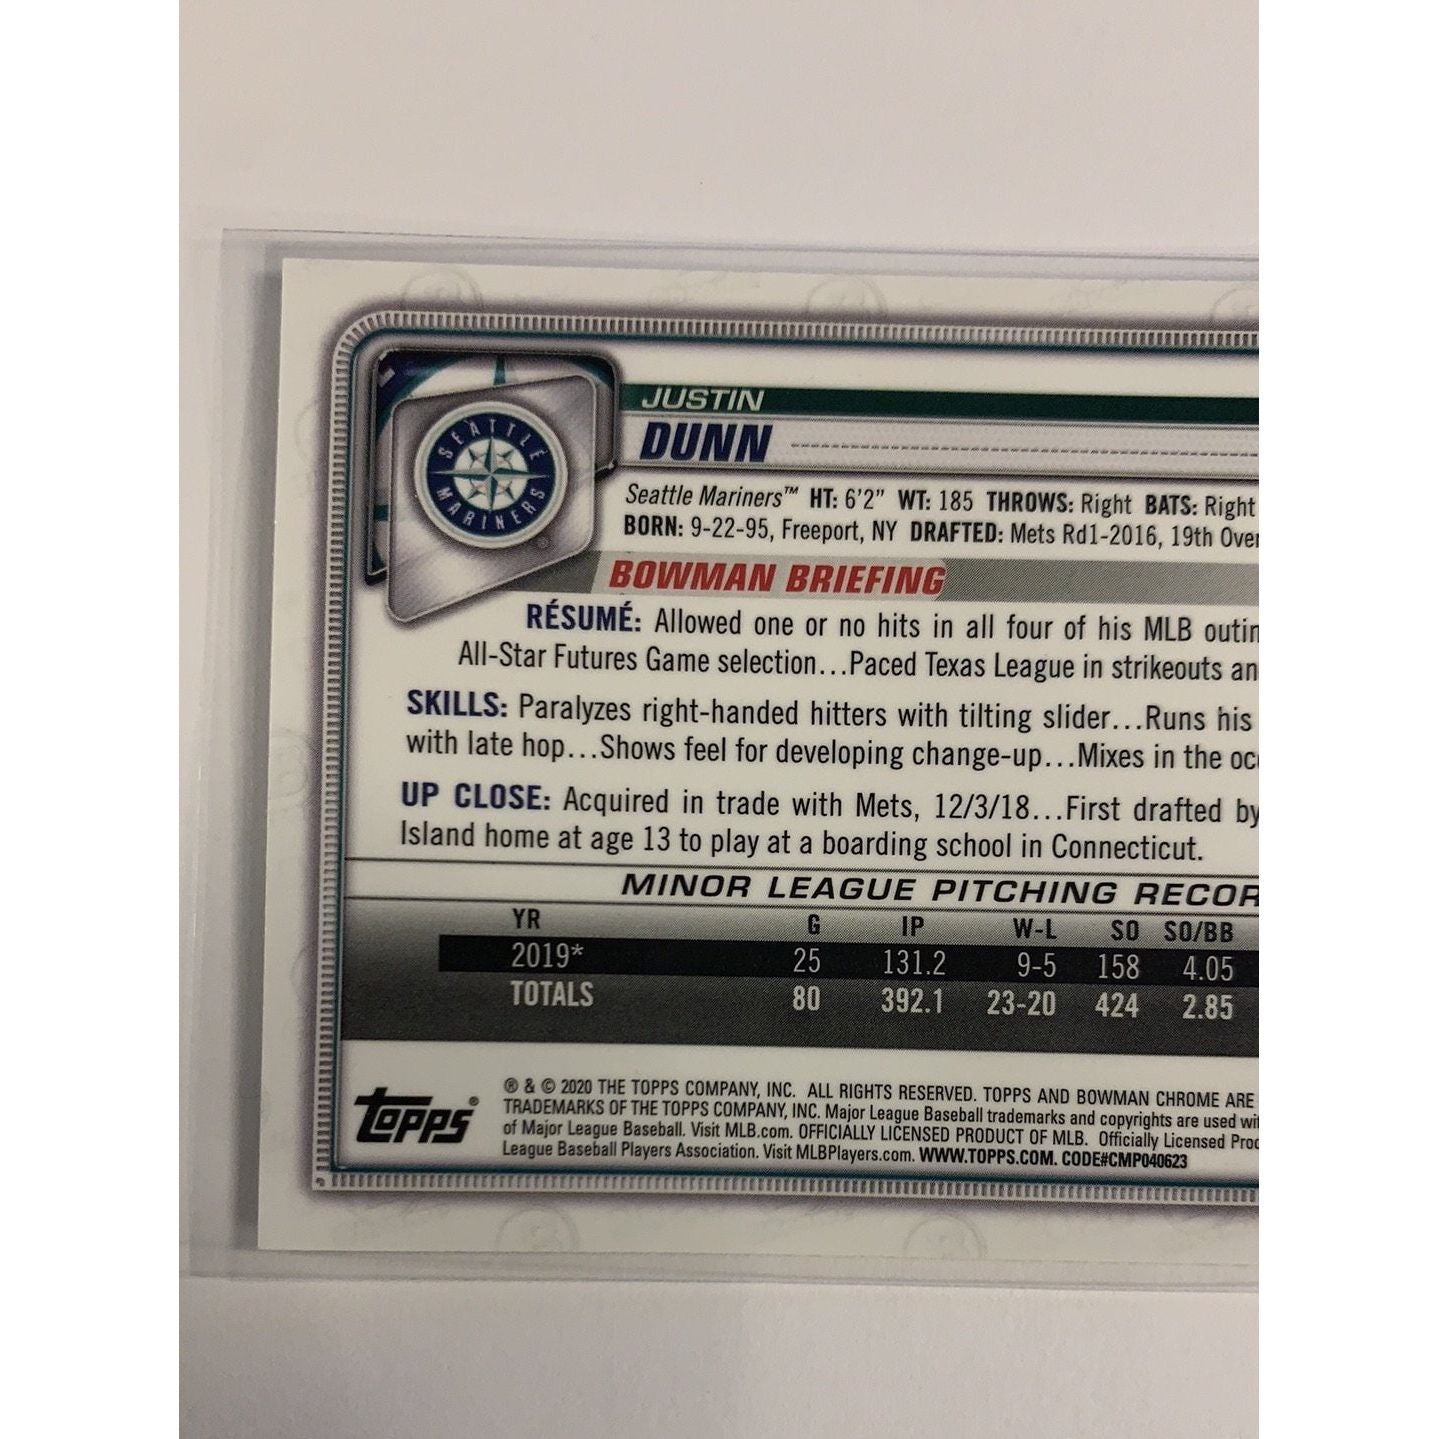 SEATTLE MARINERS
JUSTIN
DUNN
Seattle Mariners™ HT: 6'2" WT: 185 THROWS: Right BATS: Right
BORN: 9-22-95, Freeport, NY DRAFTED: Mets Rd1-2016, 19th Over
BOWMAN BRIEFING
RÉSUMÉ: Allowed one or no hits in all four of his MLB outin
All-Star Futures Game selection...Paced Texas League in strikeouts an
SKILLS: Paralyzes right-handed hitters with tilting slider...Runs his
with late hop...Shows feel for developing change-up...Mixes in the oc
UP CLOSE: Acquired in trade with Mets, 12/3/18...First drafted by
Island home at age 13 to play at a boarding school in Connecticut.
MINOR LEAGUE PITCHING RECOR
YR G IP W-L SO SO/BB
2019* 25 131.2 9-5 158 4.05
TOTALS 80 392.1 23-20 424 2.85
topps®
® & © 2020 THE TOPPS COMPANY, INC. ALL RIGHTS RESERVED. TOPPS AND BOWMAN CHROME ARE
TRADEMARKS OF THE TOPPS COMPANY, INC. Major League Baseball trademarks and copyrights are used wi
of Major League Baseball. Visit MLB.com. OFFICIALLY LICENSED PRODUCT OF MLB. Officially Licensed Proc
League Baseball Players Association. Visit MLBPlayers.com. WWW.TOPPS.COM. CODE#CMP040623